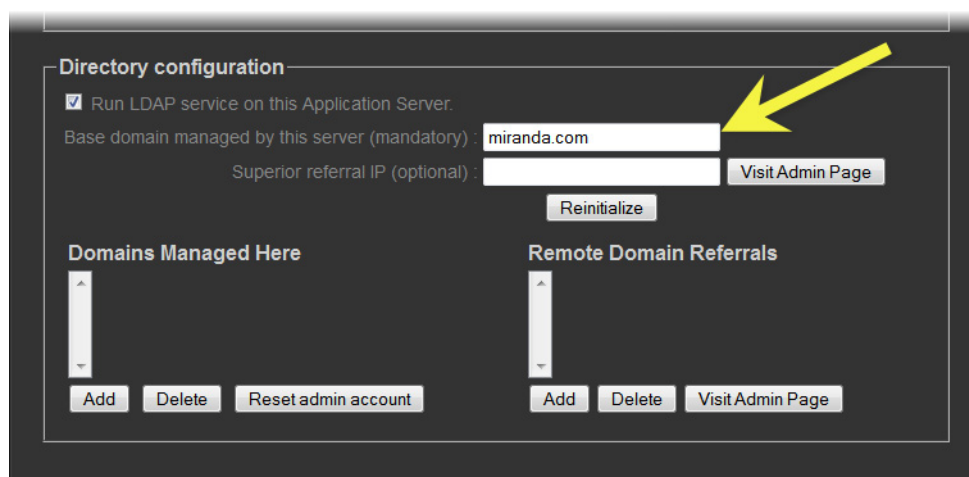 Directory configuration
Run LDAP service on this Application Server.
Base domain managed by this server (mandatory) : miranda.com
Superior referral IP (optional) : Visit Admin Page
Reinitialize
Domains Managed Here Remote Domain Referrals
Add Delete Reset admin account Add Delete Visit Admin Page